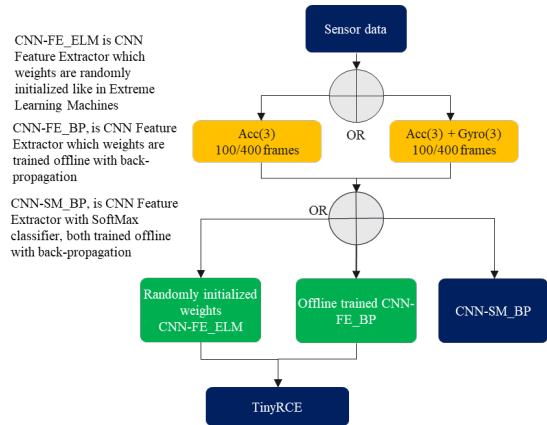 CNN-FE_ELM is CNN
Feature Extractor which
weights are randomly
initialized like in Extreme
Learning Machines
CNN-FE_BP, is CNN Feature
Extractor which weights are
trained offline with back-
propagation
CNN-SM_BP, is CNN Feature
Extractor with SoftMax
classifier, both trained offline
with back-propagation
Sensor data
OR
Acc(3)
100/400 frames
Acc(3) + Gyro(3)
100/400 frames
OR
Randomly initialized
weights
CNN-FE_ELM
Offline trained CNN-
FE_BP
CNN-SM_BP
TinyRCE